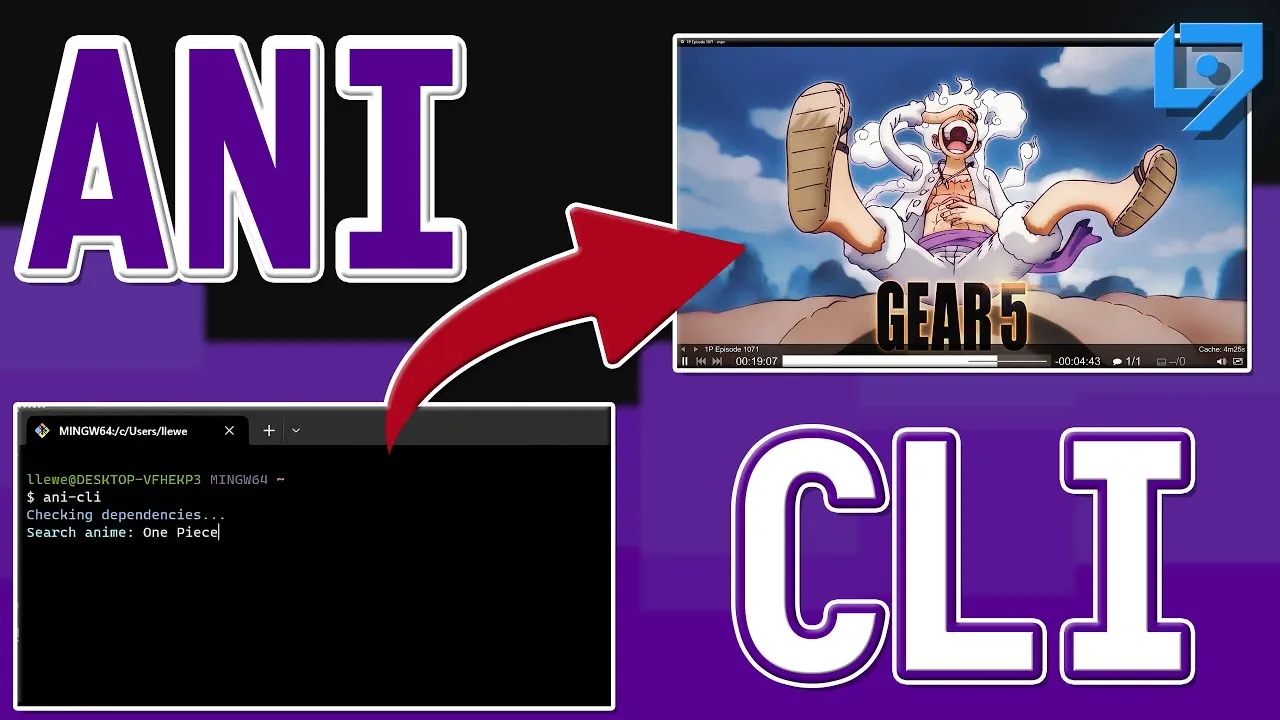 ANI
1P Episode 1071 - mpv
GEAR 5
1P Episode 1071
Cache: 4m25s
00:19:07
-00:04:43
1/1
--/0
MINGW64:/c/Users/llewe
llewe@DESKTOP-VFHEKP3 MINGW64 ~
$ ani-cli
Checking dependencies...
Search anime: One Piece
CLI